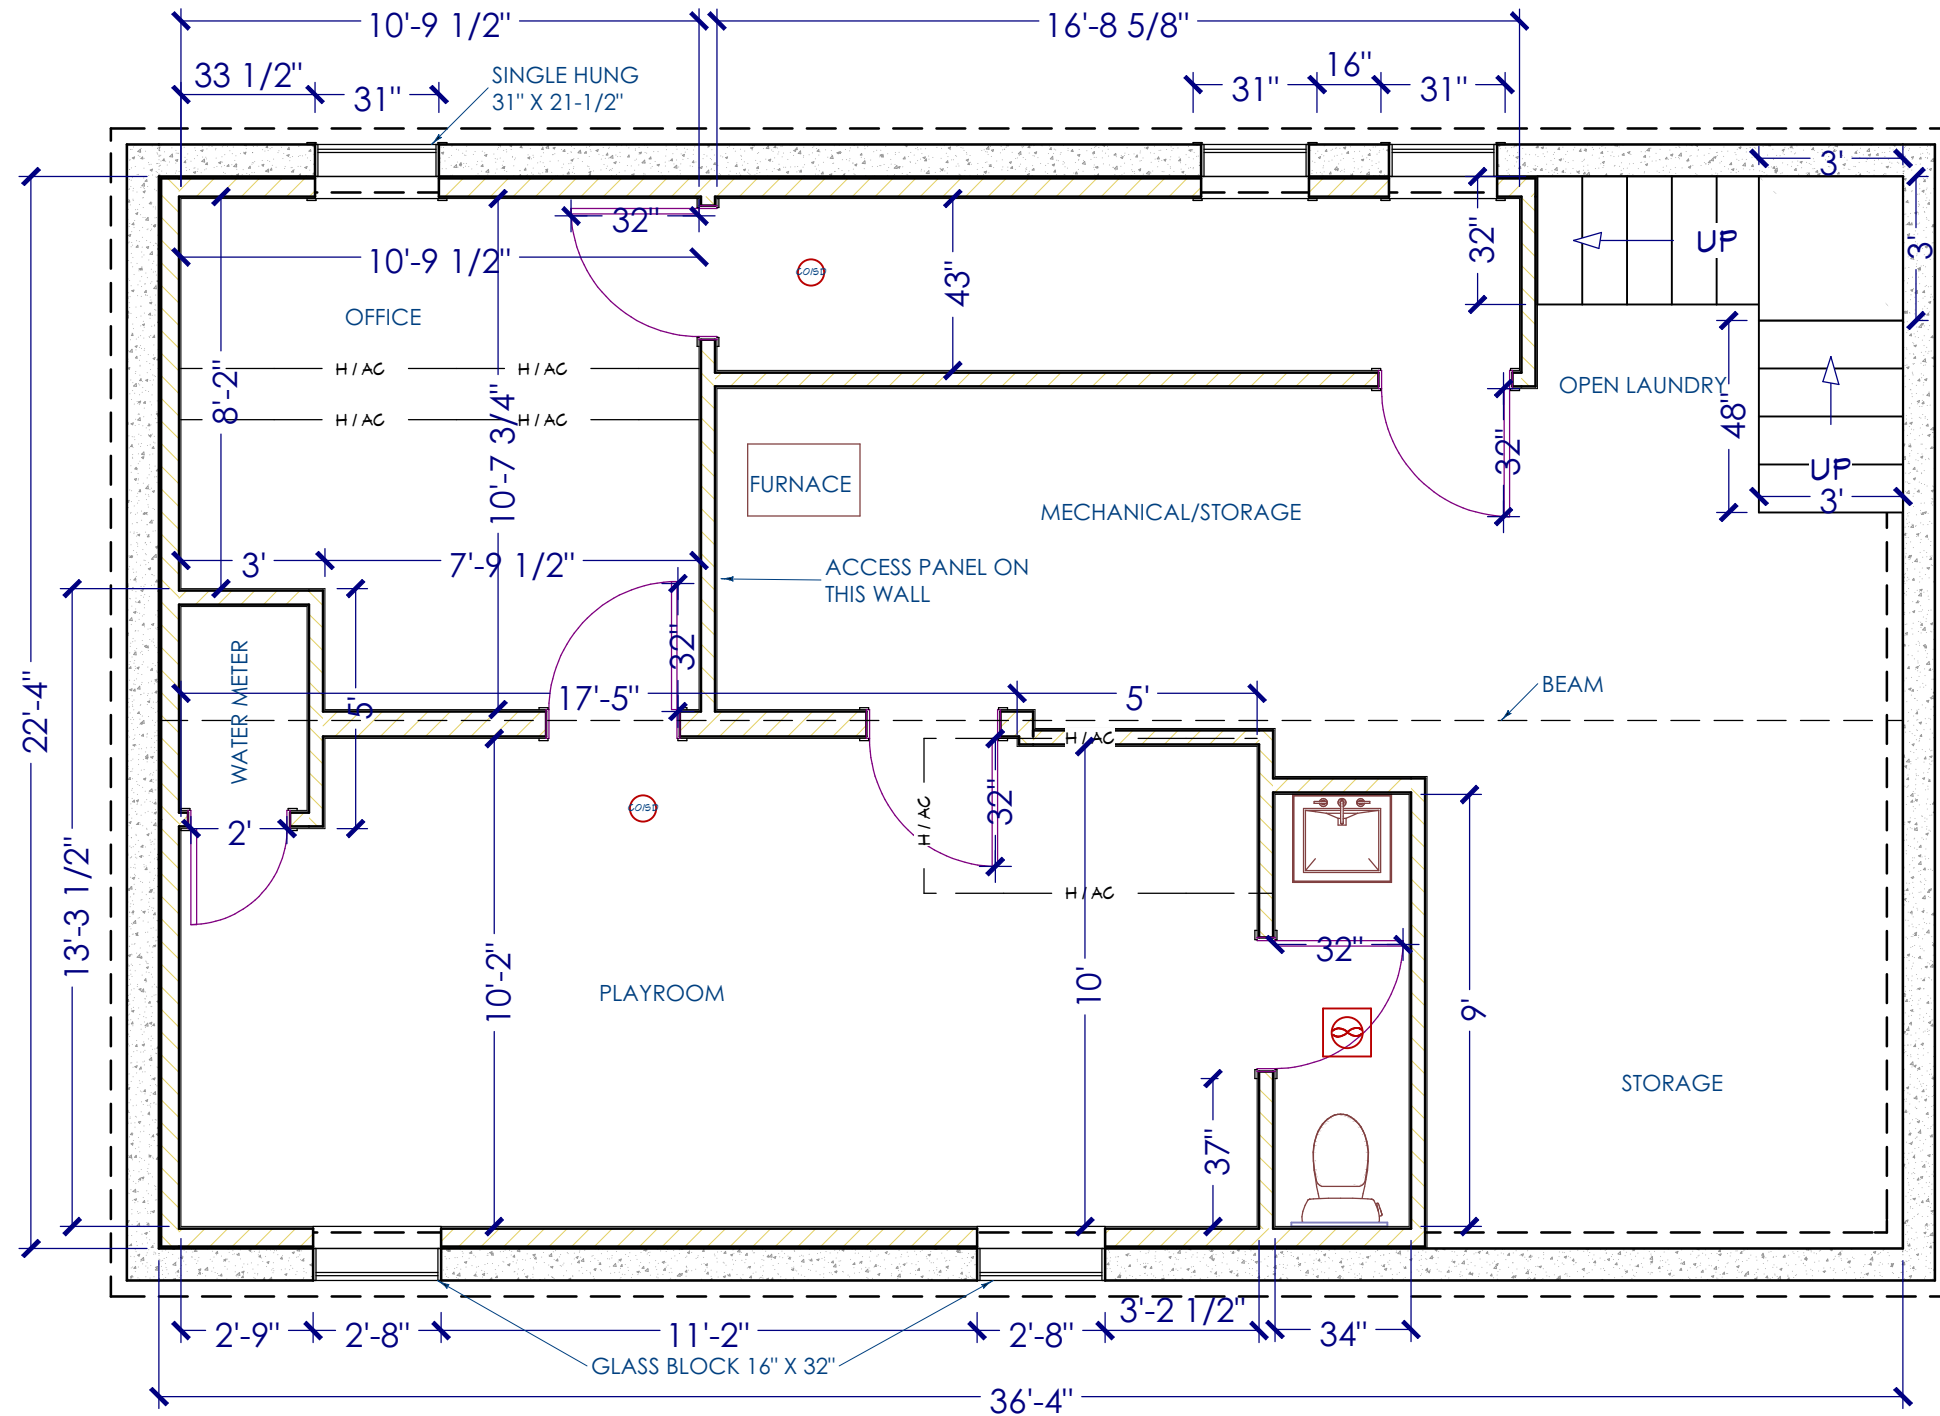 10'-9 1/2"
16'-8 5/8"
33 1/2"
31"
SINGLE HUNG
31" X 21-1/2"
31"
16"
31"
3'
32"
10'-9 1/2"
CO/SD
43"
32"
UP
3'
OFFICE
H / AC
H / AC
8'-2"
H / AC
H / AC
10'-7 3/4"
OPEN LAUNDRY
48"
32"
UP
3'
FURNACE
MECHANICAL/STORAGE
3'
7'-9 1/2"
ACCESS PANEL ON
THIS WALL
32"
22'-4"
WATER METER
5'
17'-5"
5'
BEAM
H / AC
CO/SD
H / AC
32"
2'
13'-3 1/2"
H / AC
32"
10'-2"
10'
9'
PLAYROOM
STORAGE
37"
2'-9"
2'-8"
11'-2"
2'-8"
3'-2 1/2"
34"
GLASS BLOCK 16" X 32"
36'-4"